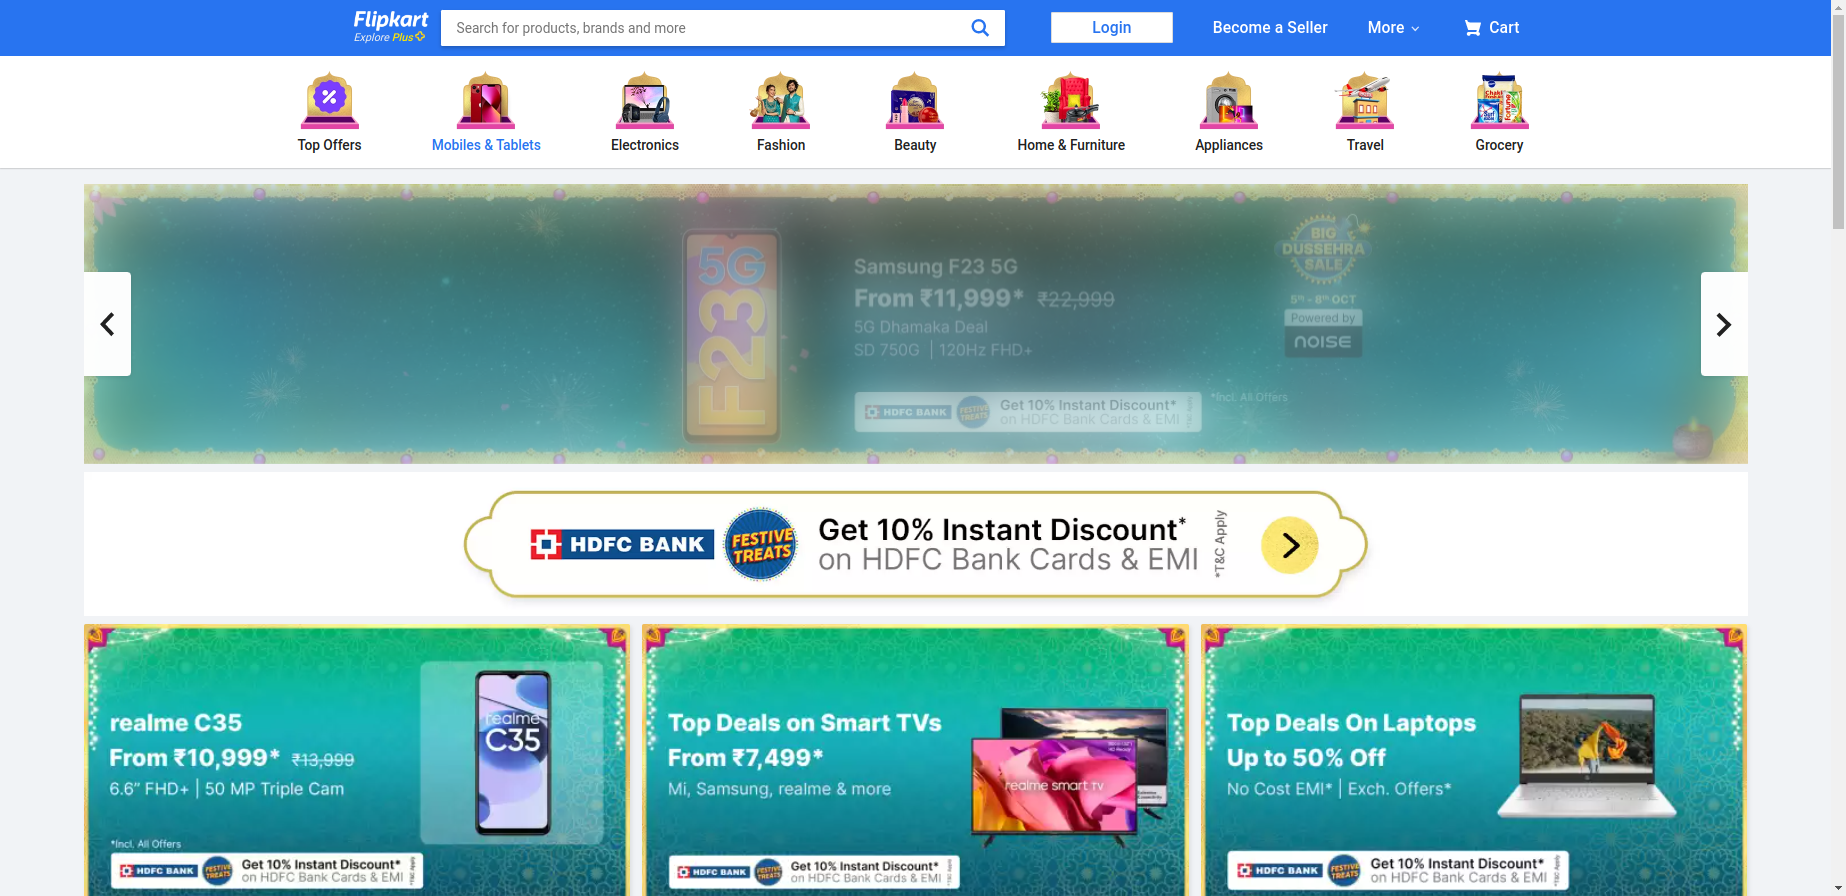 Flipkart
Explore Plus
Search for products, brands and more
Login
Become a Seller
More
Cart
Top Offers
Mobiles & Tablets
Electronics
Fashion
Beauty
Home & Furniture
Appliances
Travel
Grocery
5G
F23
Samsung F23 5G
From ₹11,999* ₹22,999
5G Dhamaka Deal
SD 750G | 120Hz FHD+
HDFC BANK
FESTIVE TREATS
Get 10% Instant Discount*
on HDFC Bank Cards & EMI
*Incl. All Offers
BIG
DUSSEHRA
SALE
5th - 8th OCT
Powered by
noise
HDFC BANK
FESTIVE
TREATS
Get 10% Instant Discount*
on HDFC Bank Cards & EMI
*T&C Apply
realme C35
From ₹10,999* ₹13,999
6.6” FHD+ | 50 MP Triple Cam
*Incl. All Offers
HDFC BANK
FESTIVE
TREATS
Get 10% Instant Discount*
on HDFC Bank Cards & EMI
*T&C Apply
realme
C35
Top Deals on Smart TVs
From ₹7,499*
Mi, Samsung, realme & more
HDFC BANK
FESTIVE
TREATS
Get 10% Instant Discount*
on HDFC Bank Cards & EMI
realme smart TV
Top Deals On Laptops
Up to 50% Off
No Cost EMI* | Exch. Offers*
HDFC BANK
FESTIVE
TREATS
Get 10% Instant Discount*
on HDFC Bank Cards & EMI
*T&C Apply